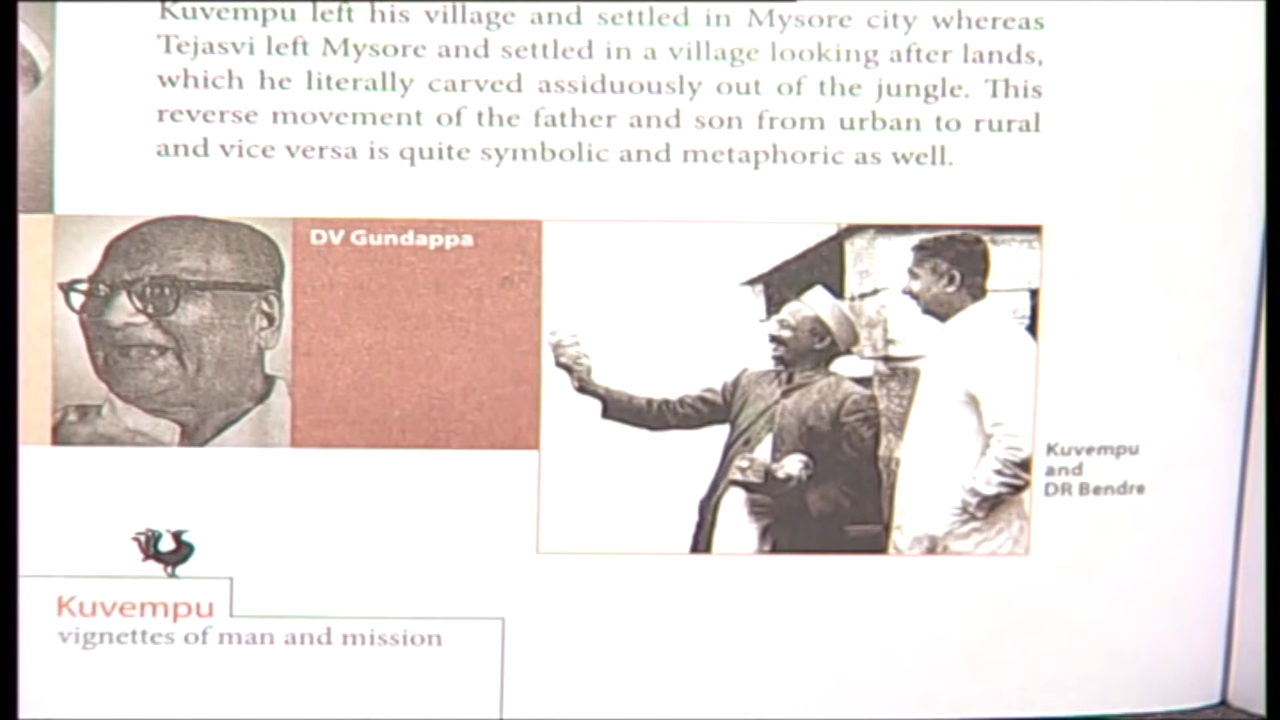 Kuvempu left his village and settled in Mysore city whereas
Tejasvi left Mysore and settled in a village looking after lands,
which he literally carved assiduously out of the jungle. This
reverse movement of the father and son from urban to rural
and vice versa is quite symbolic and metaphoric as well.
DV Gundappa
Kuvempu
and
DR Bendre
Kuvempu
vignettes of man and mission